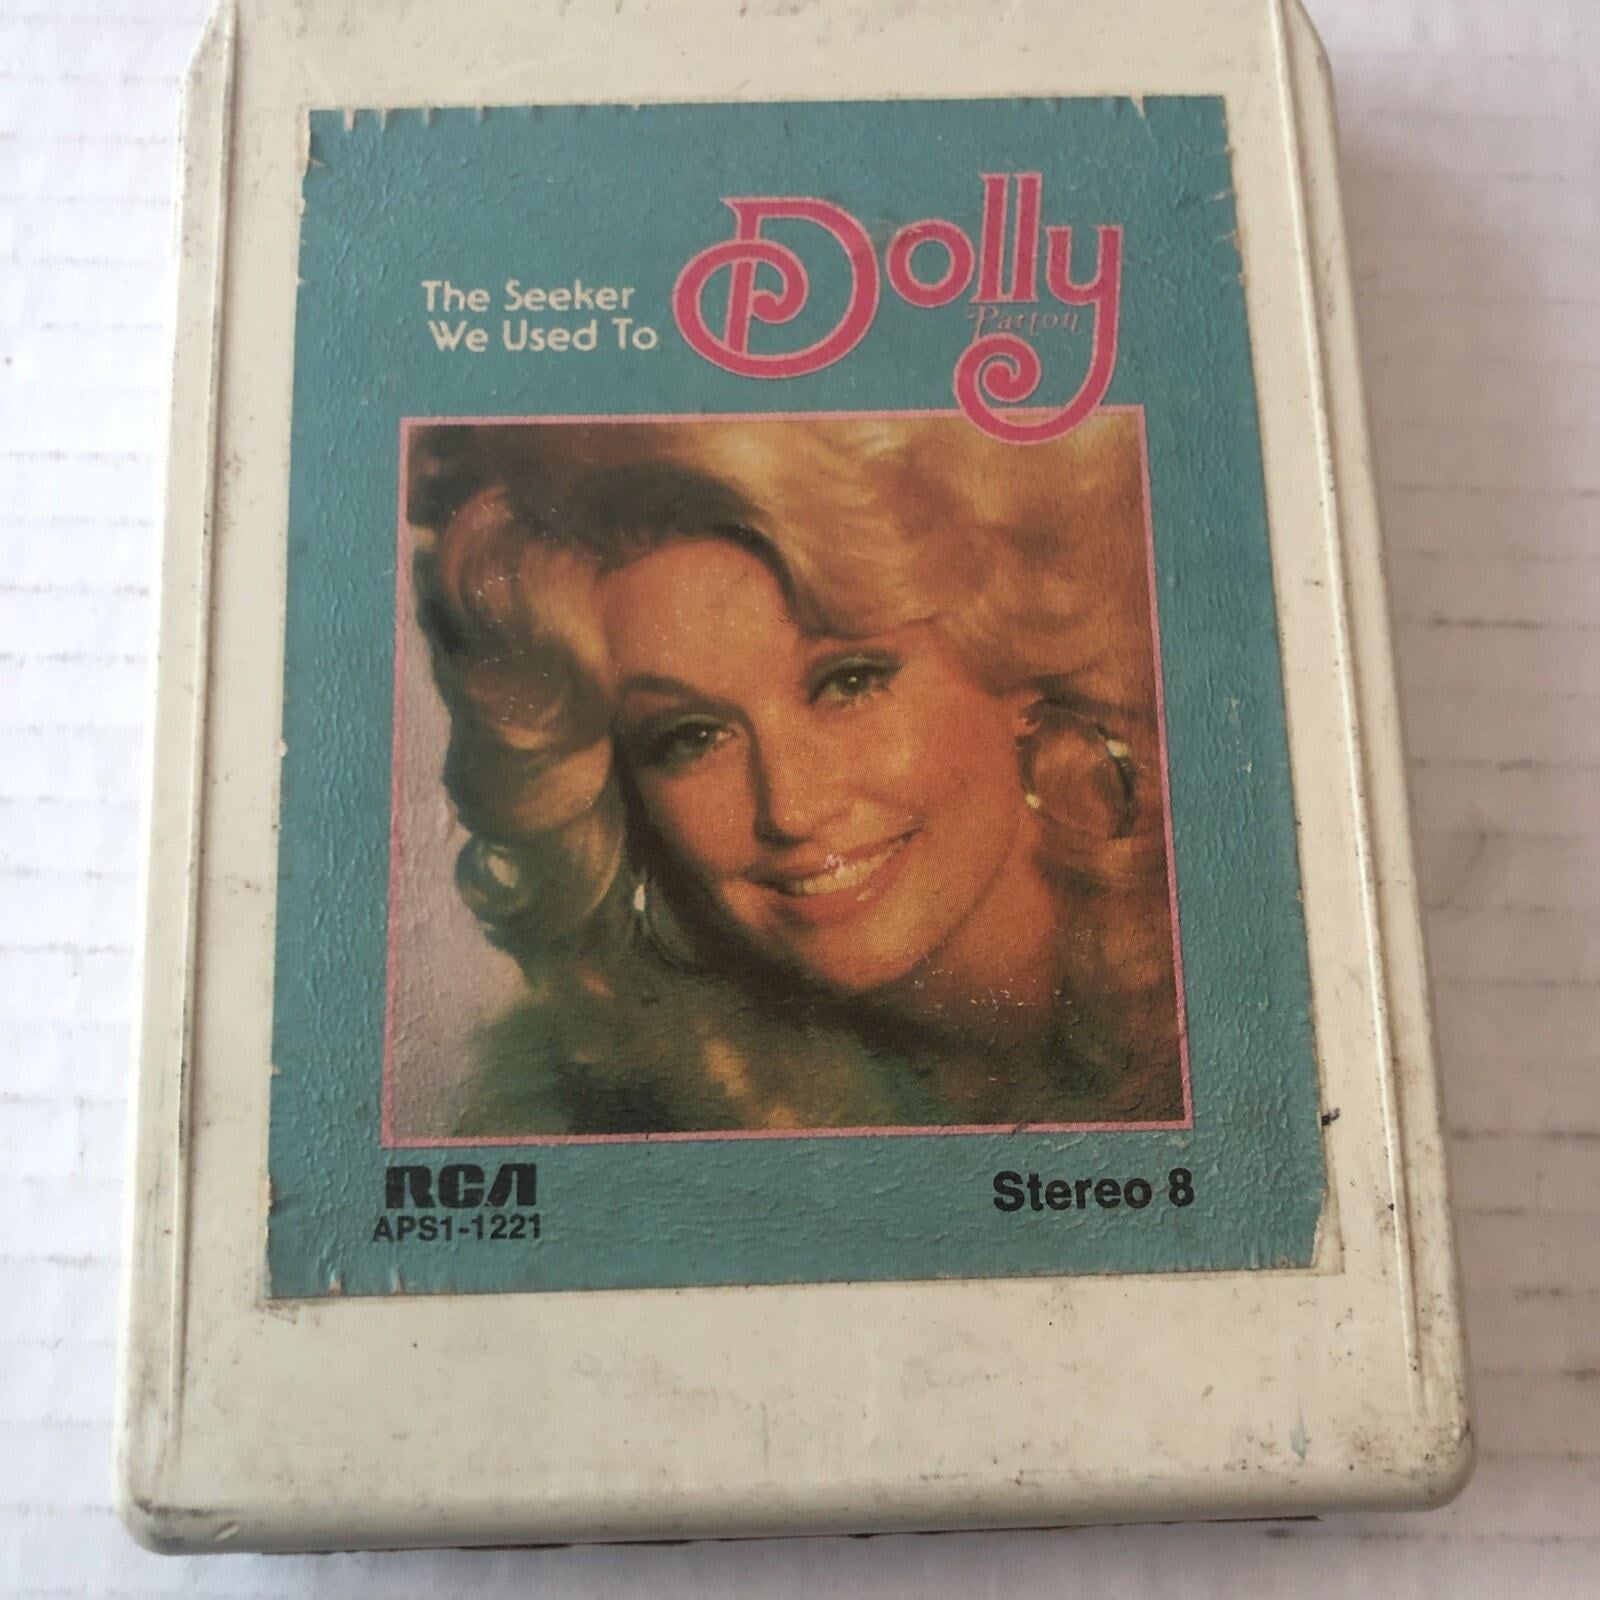 Dolly
Parton
The Seeker
We Used To
RCA
APS1-1221
Stereo 8